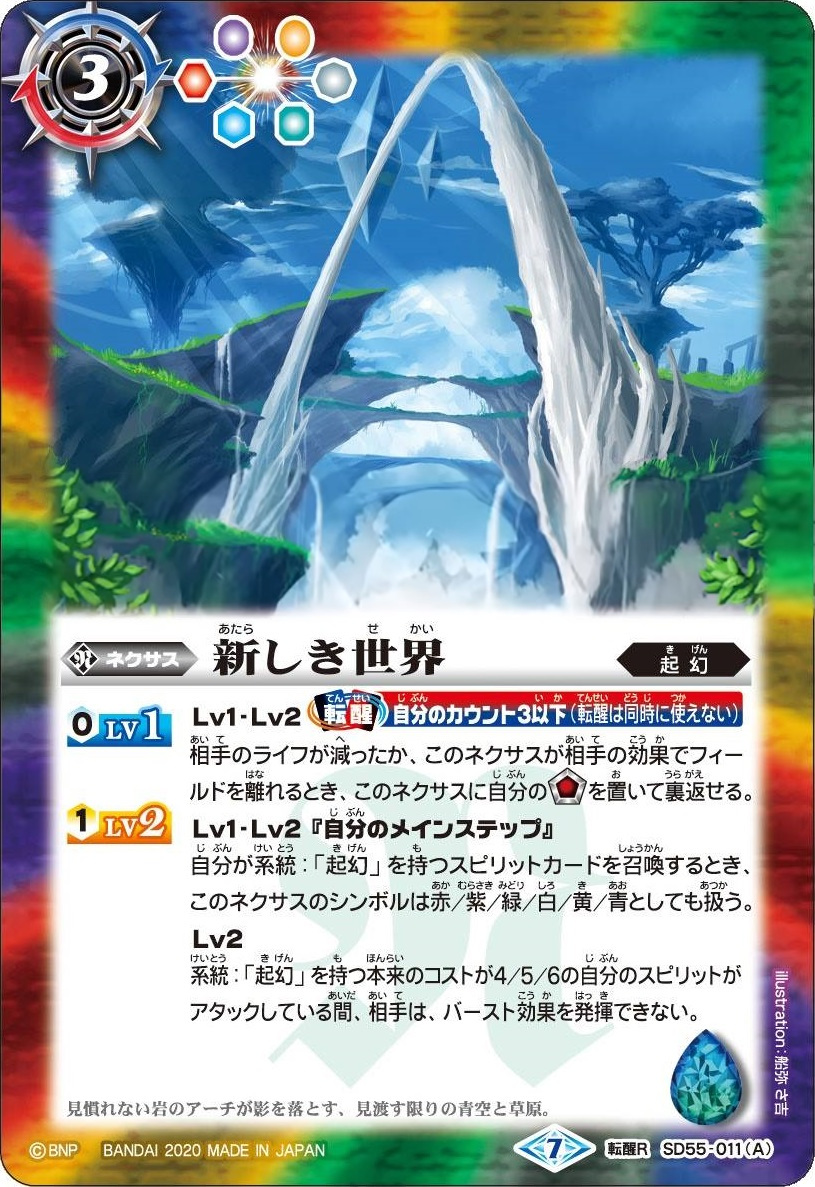 3
あたら せ かい
新しき世界
ネクサス
き げん
起幻
0 LV1
1 LV2
Lv1・Lv2 転醒 自分のカウント3以下(転醒は同時に使えない)
相手のライフが減ったか、このネクサスが相手の効果でフィー
ルドを離れるとき、このネクサスに自分の を置いて裏返せる。
Lv1・Lv2『自分のメインステップ』
自分が系統：「起幻」を持つスピリットカードを召喚するとき、
このネクサスのシンボルは赤/紫/緑/白/黄/青としても扱う。
Lv2
系統：「起幻」を持つ本来のコストが4/5/6の自分のスピリットが
アタックしている間、相手は、バースト効果を発揮できない。
見慣れない岩のアーチが影を落とす、見渡す限りの青空と草原。
illustration：船弥 さ吉
©BNP BANDAI 2020 MADE IN JAPAN
7 転醒R SD55-011(A)